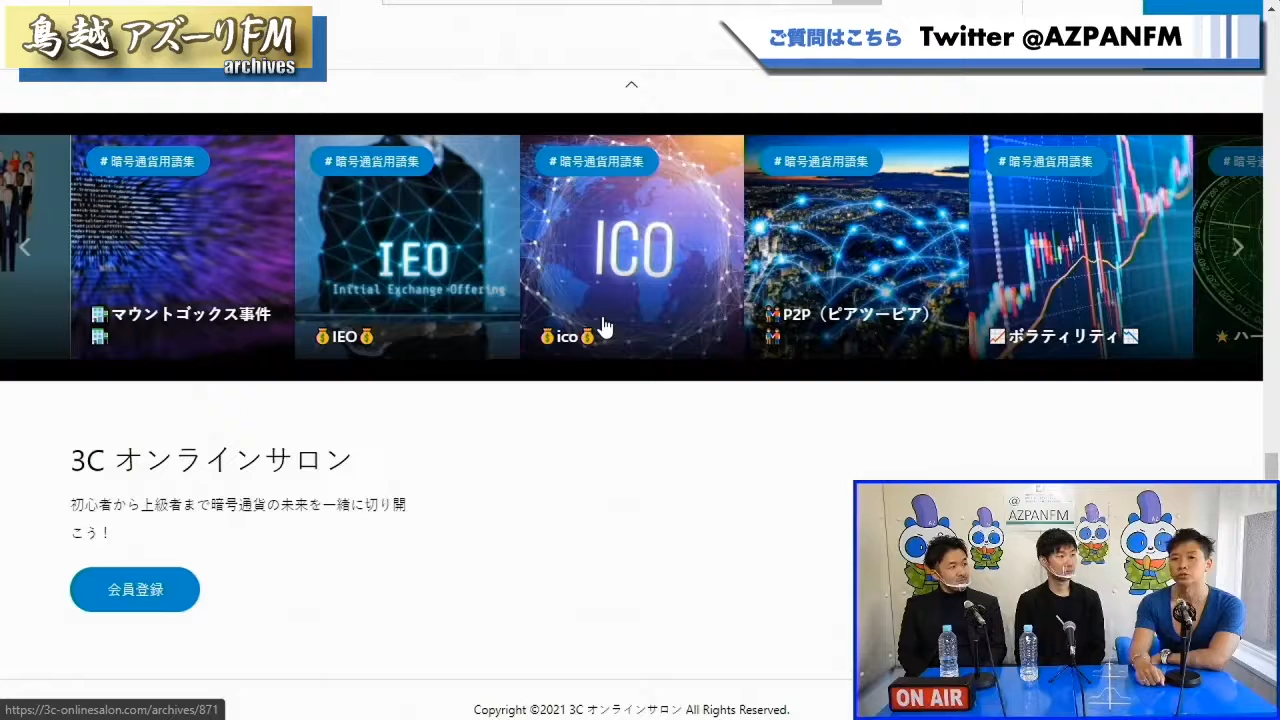 鳥越 アズーリFM
archives
ご質問はこちら Twitter @AZPANFM
# 暗号通貨用語集
# 暗号通貨用語集
# 暗号通貨用語集
# 暗号通貨用語集
# 暗号通貨用語集
IEO
Initial Exchange Offering
ICO
マウントゴックス事件
IEO
ico
P2P（ピアツーピア）
ボラティリティ
3C オンラインサロン
初心者から上級者まで暗号通貨の未来を一緒に切り開
こう！
会員登録
@
AZPANFM
ON AIR
https://3c-onlinesalon.com/archives/871
Copyright ©2021 3C オンラインサロン All Rights Reserved.